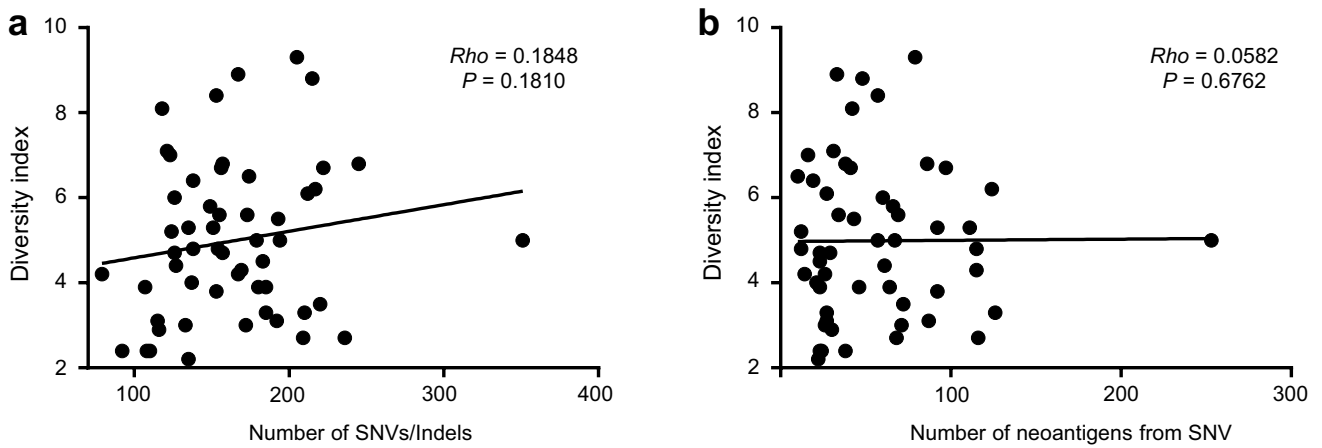 a
10
8
6
4
2
Diversity index
Rho = 0.1848
P = 0.1810
100
200
300
400
Number of SNVs/Indels
b
10
8
6
4
2
Diversity index
Rho = 0.0582
P = 0.6762
100
200
300
Number of neoantigens from SNV